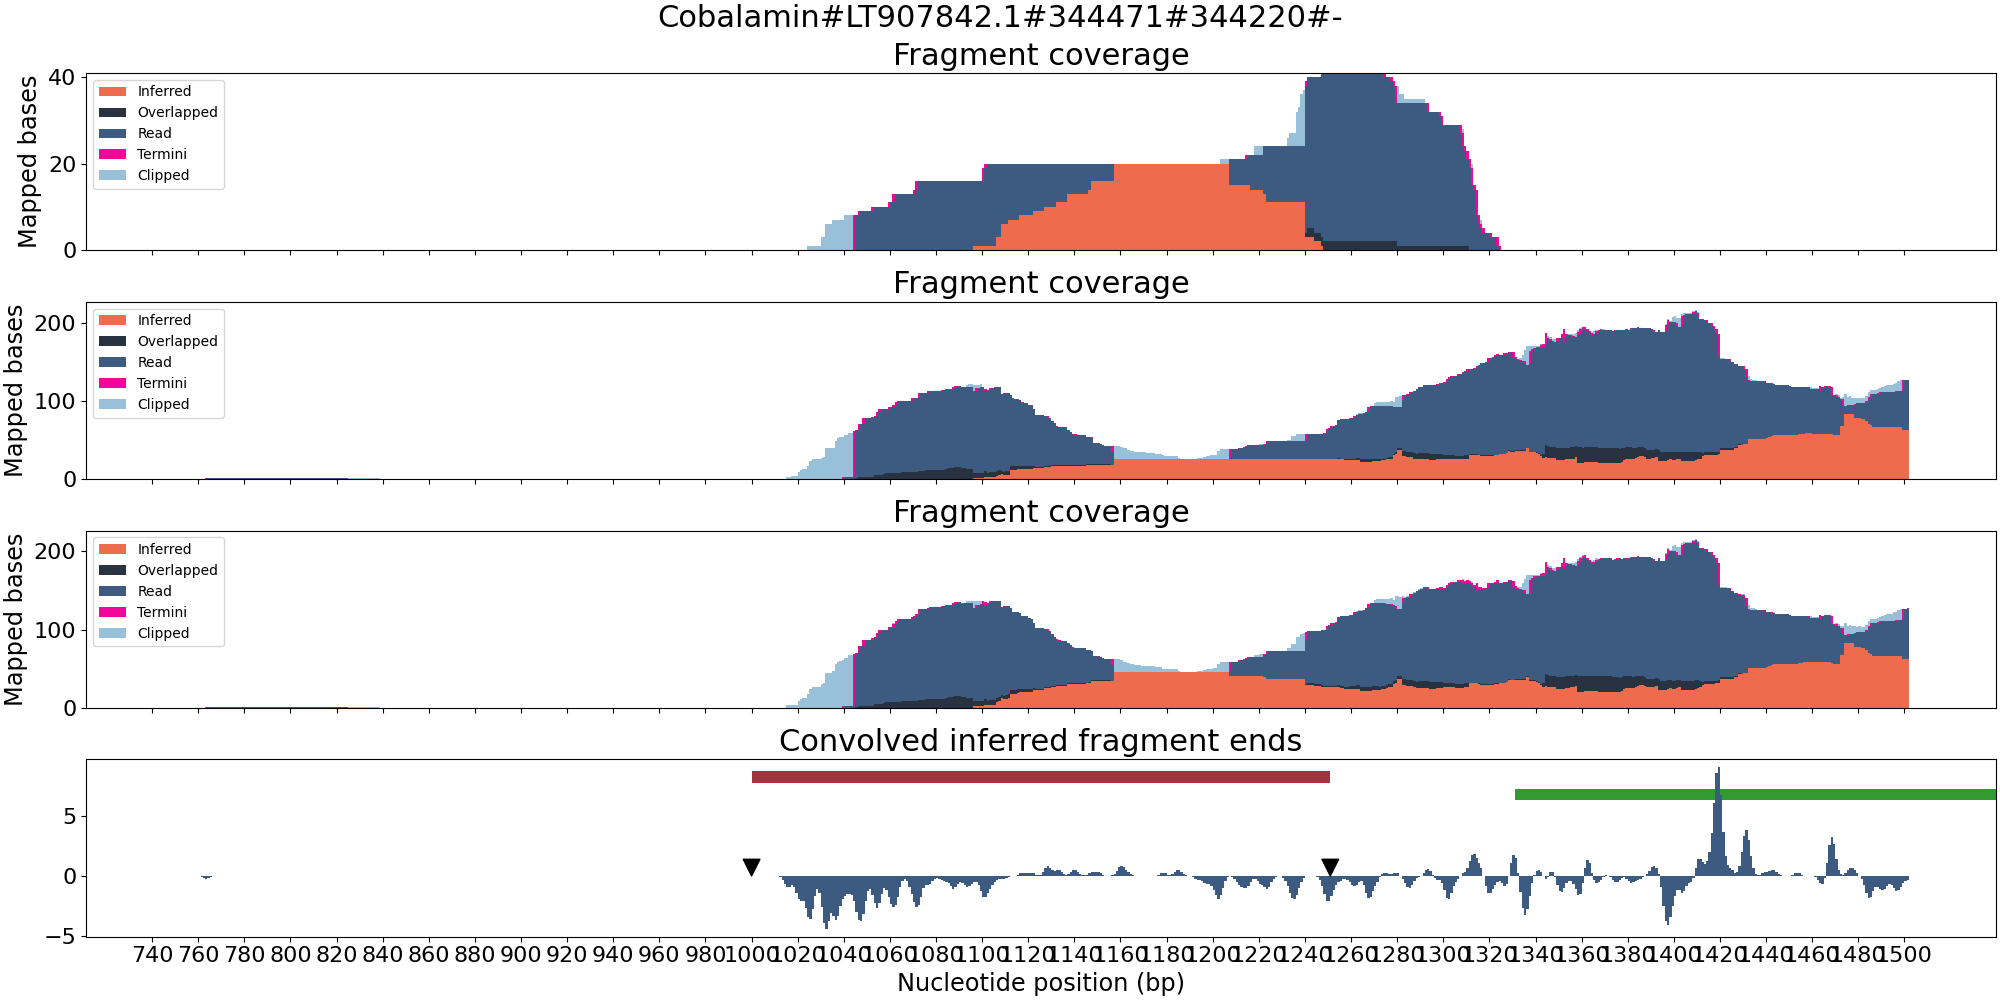 Cobalamin#LT907842.1#344471#344220#-
Fragment coverage
Mapped bases
40
20
0
Inferred
Overlapped
Read
Termini
Clipped
Fragment coverage
Mapped bases
200
100
0
Inferred
Overlapped
Read
Termini
Clipped
Fragment coverage
Mapped bases
200
100
0
Inferred
Overlapped
Read
Termini
Clipped
Convolved inferred fragment ends
5
0
−5
740 760 780 800 820 840 860 880 900 920 940 960 980 1000 1020 1040 1060 1080 1100 1120 1140 1160 1180 1200 1220 1240 1260 1280 1300 1320 1340 1360 1380 1400 1420 1440 1460 1480 1500
Nucleotide position (bp)